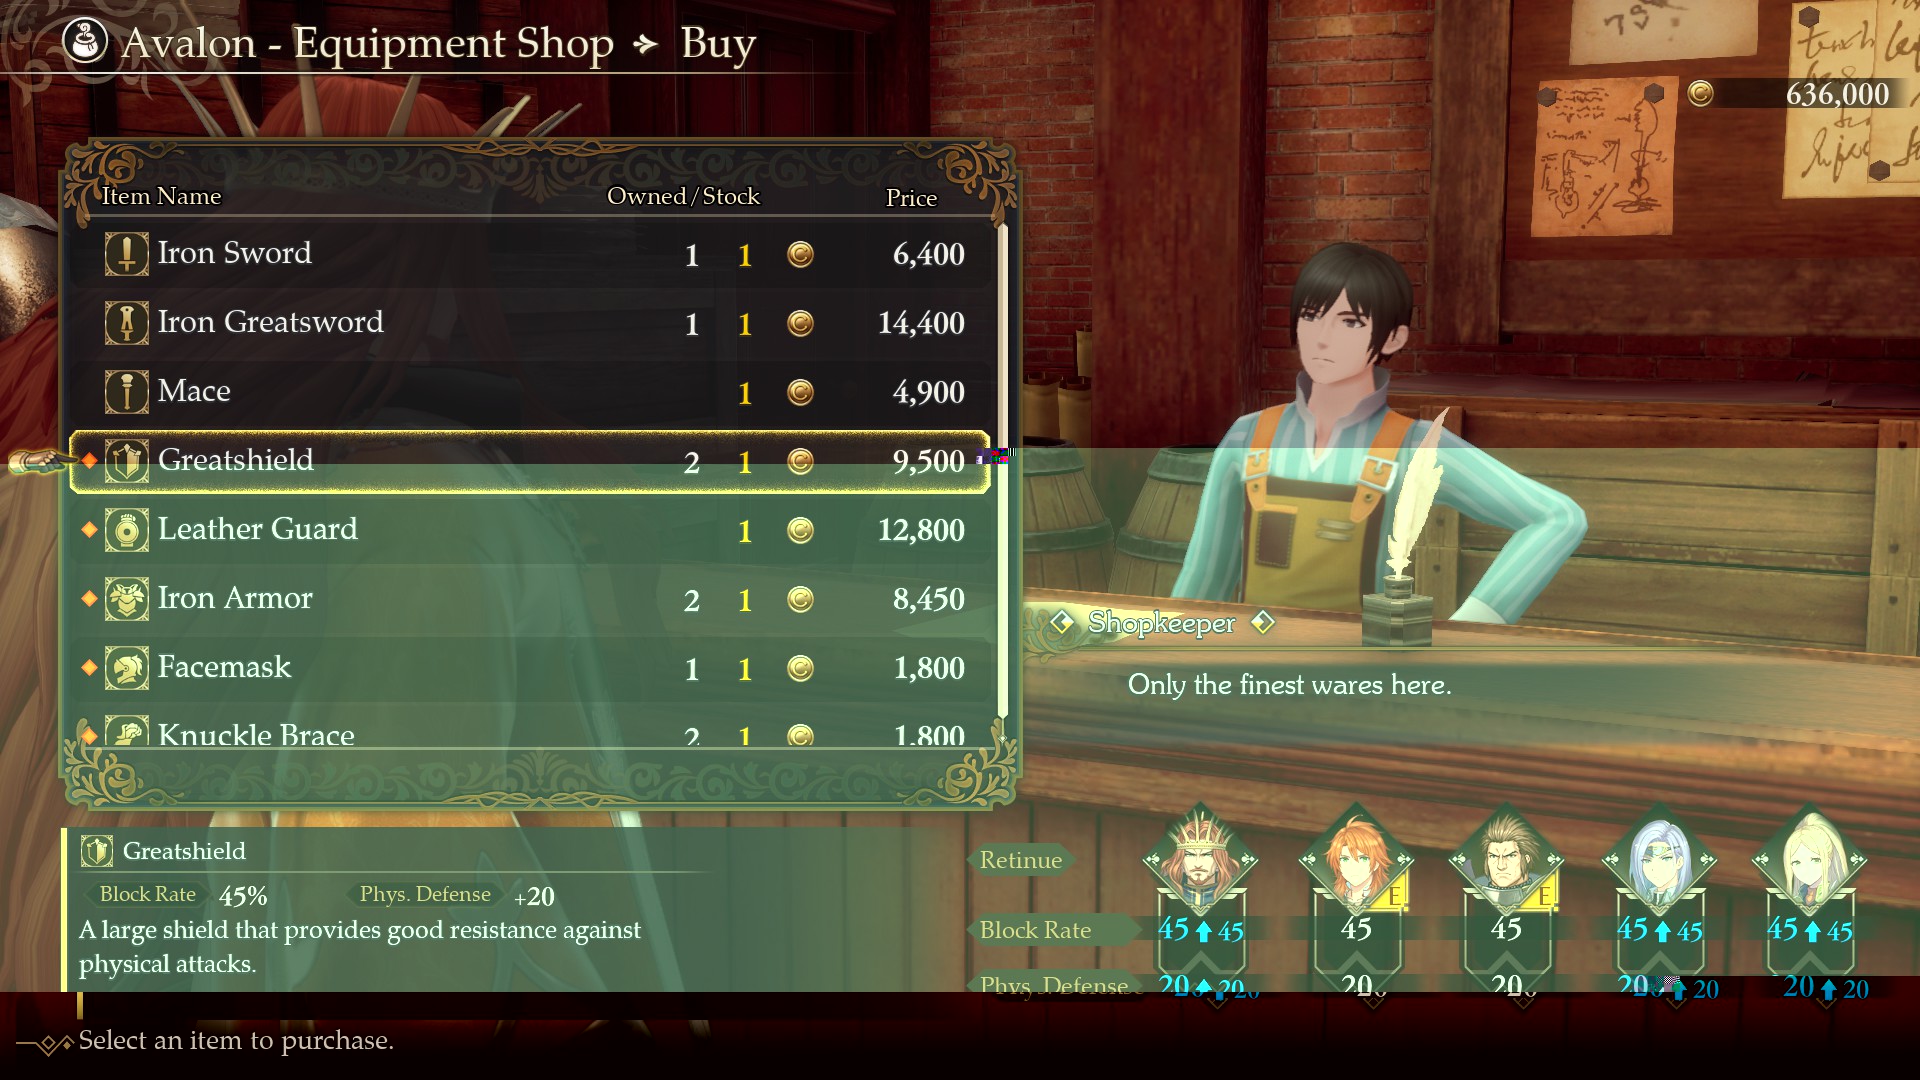 Avalon - Equipment Shop Buy
636,000
Item Name Owned / Stock Price
Iron Sword 1 1 6,400
Iron Greatsword 1 1 14,400
Mace 1 4,900
Greatshield 2 1 9,500
Leather Guard 1 12,800
Iron Armor 2 1 8,450
Facemask 1 1 1,800
Knuckle Brace 2 1 1,800
Shopkeeper
Only the finest wares here.
Greatshield
Block Rate 45% Phys. Defense +20
A large shield that provides good resistance against
physical attacks.
Retinue E E
Block Rate 45 45 45 45 45 45 45 45
Phys. Defense 20 20 20 20 20 20 20 20
Select an item to purchase.